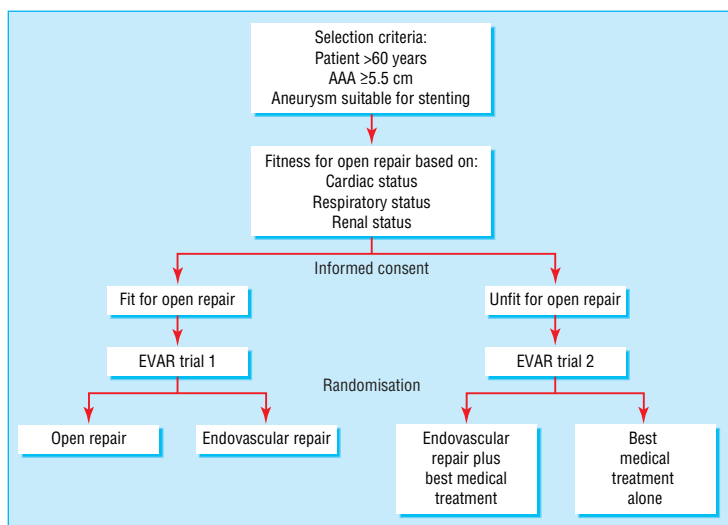 Selection criteria:
Patient >60 years
AAA ≥5.5 cm
Aneurysm suitable for stenting
Fitness for open repair based on:
Cardiac status
Respiratory status
Renal status
Informed consent
Fit for open repair
Unfit for open repair
EVAR trial 1
EVAR trial 2
Randomisation
Open repair
Endovascular repair
Endovascular
repair plus
best medical
treatment
Best
medical
treatment
alone